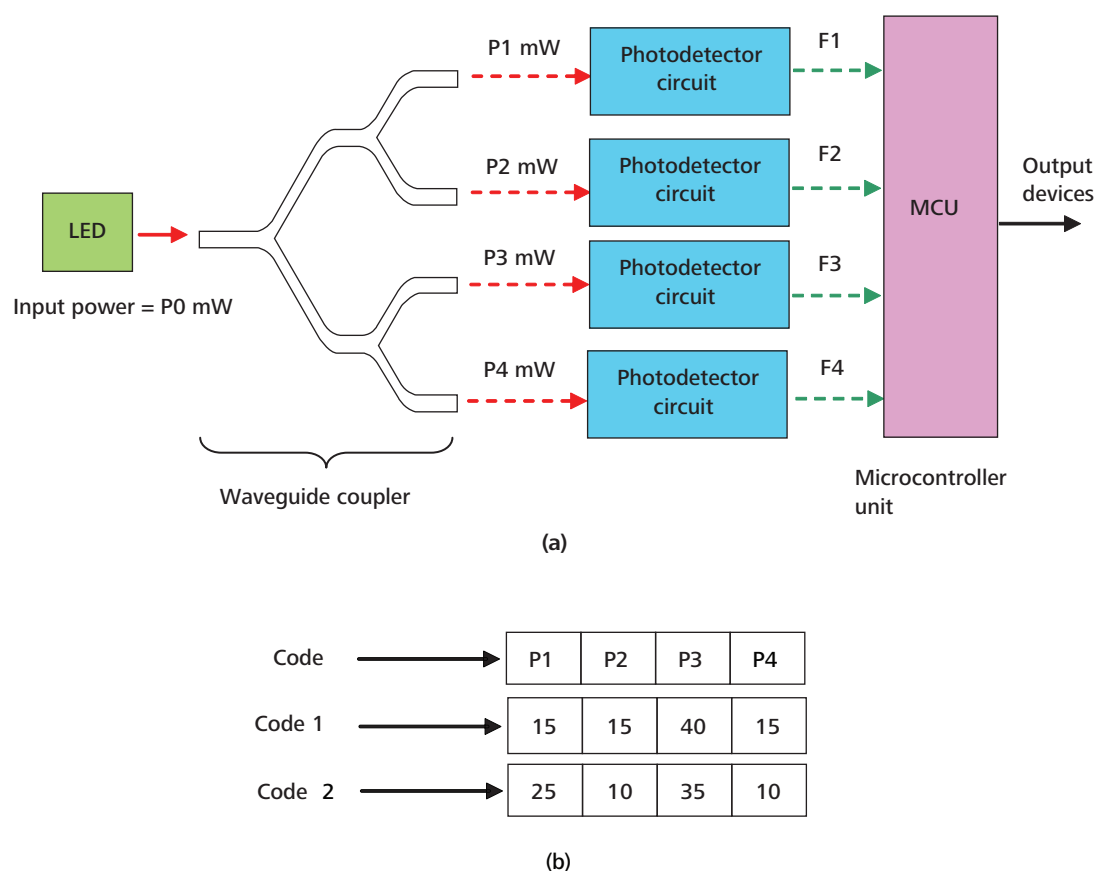 P1 mW
Photodetector
circuit
F1
P2 mW
Photodetector
circuit
F2
LED
Input power = P0 mW
P3 mW
Photodetector
circuit
F3
P4 mW
Photodetector
circuit
F4
MCU
Output
devices
Waveguide coupler
Microcontroller
unit
(a)
Code P1 P2 P3 P4
Code 1 15 15 40 15
Code 2 25 10 35 10
(b)